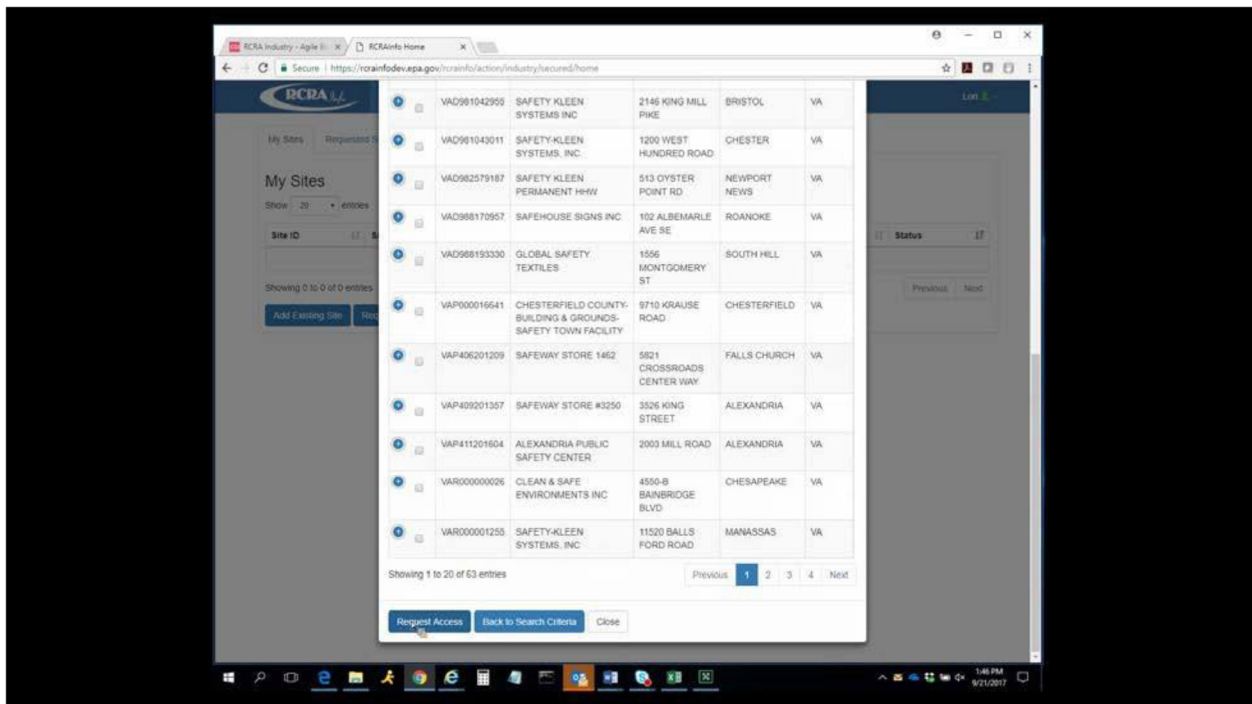 RCRA Industry - Agile B
RCRAInfo Home
Secure https://rcrainfodev.epa.gov/rcrainfo/action/industry/secured/home
RCRA
Lon
My Sites
My Sites
Show 20 entries
Site ID
Status
Showing 0 to 0 of 0 entries
Previous Next
Add Existing Site
VAD981042955 SAFETY KLEEN 2146 KING MILL BRISTOL VA
SYSTEMS INC PIKE
VAD981043011 SAFETY-KLEEN 1200 WEST CHESTER VA
SYSTEMS, INC. HUNDRED ROAD
VAD982579187 SAFETY KLEEN 513 OYSTER NEWPORT VA
PERMANENT HHW POINT RD NEWS
VAD988170957 SAFEHOUSE SIGNS INC 102 ALBEMARLE ROANOKE VA
AVE SE
VAD988193330 GLOBAL SAFETY 1556 SOUTH HILL VA
TEXTILES MONTGOMERY
ST
VAP000016641 CHESTERFIELD COUNTY- 9710 KRAUSE CHESTERFIELD VA
BUILDING & GROUNDS- ROAD
SAFETY TOWN FACILITY
VAP406201209 SAFEWAY STORE 1462 5821 FALLS CHURCH VA
CROSSROADS
CENTER WAY
VAP409201357 SAFEWAY STORE #3250 3526 KING ALEXANDRIA VA
STREET
VAP411201604 ALEXANDRIA PUBLIC 2003 MILL ROAD ALEXANDRIA VA
SAFETY CENTER
VAR000000026 CLEAN & SAFE 4550-B CHESAPEAKE VA
ENVIRONMENTS INC BAINBRIDGE
BLVD
VAR000001255 SAFETY-KLEEN 11520 BALLS MANASSAS VA
SYSTEMS, INC FORD ROAD
Showing 1 to 20 of 63 entries
Previous 1 2 3 4 Next
Request Access Back to Search Criteria Close
1:46 PM
9/21/2017